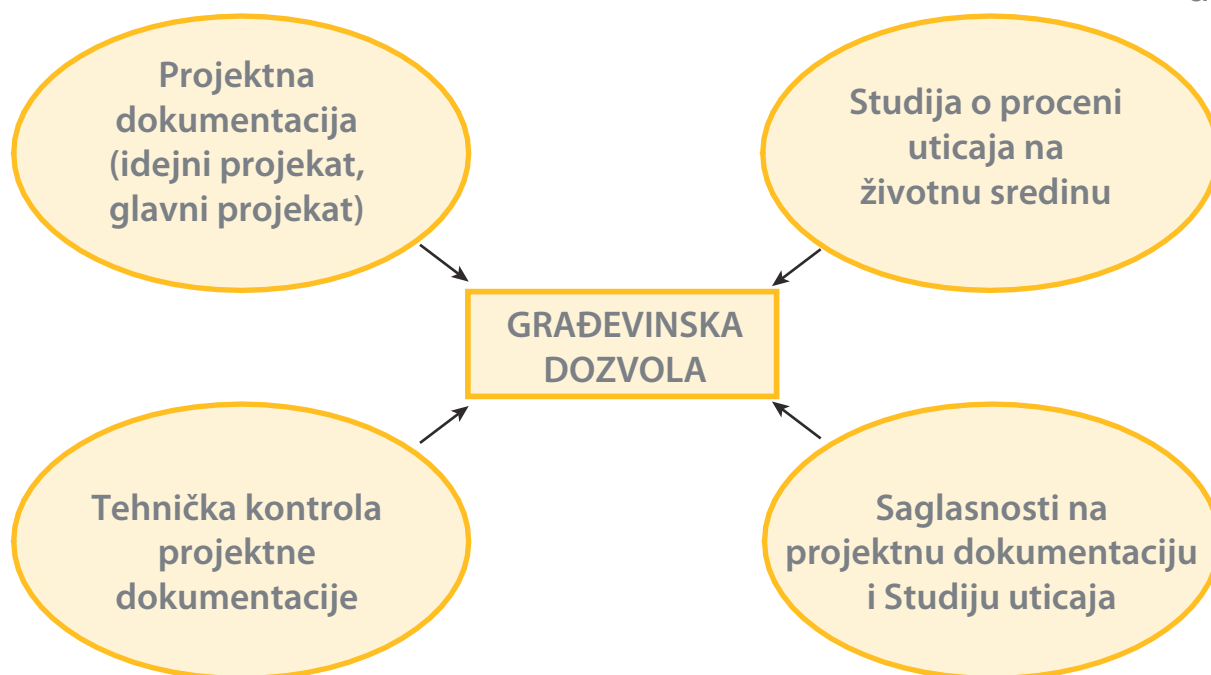 Projektna
dokumentacija
(idejni projekat,
glavni projekat)
Studija o proceni
uticaja na
životnu sredinu
GRAĐEVINSKA
DOZVOLA
Tehnička kontrola
projektne
dokumentacije
Saglasnosti na
projektnu dokumentaciju
i Studiju uticaja